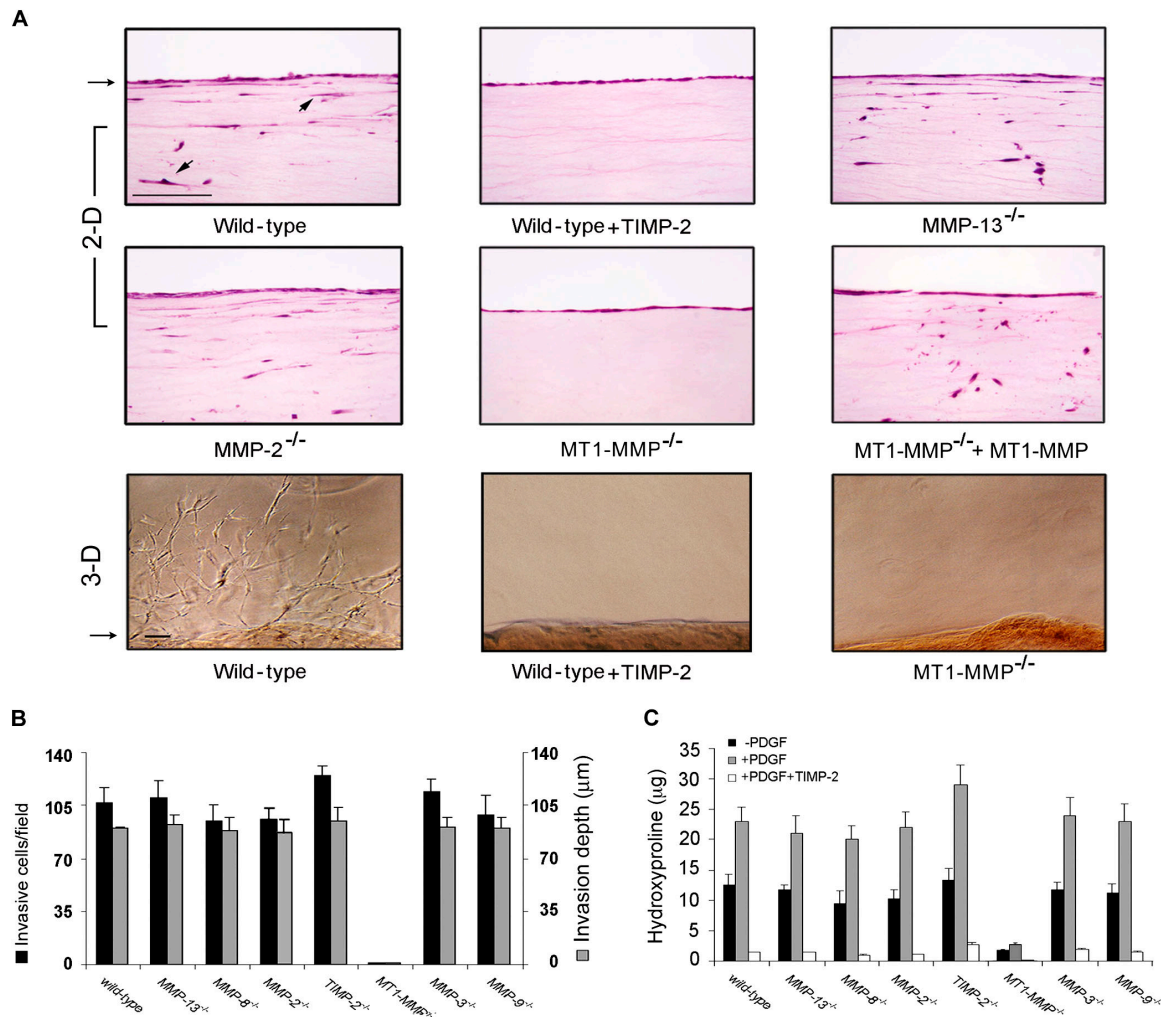 A
2-D
Wild-type
Wild-type+TIMP-2
MMP-13-/-
MMP-2-/-
MT1-MMP-/-
MT1-MMP-/- + MT1-MMP
3-D
Wild-type
Wild-type+TIMP-2
MT1-MMP-/-
B
Invasive cells/field
140
105
70
35
0
140
105
70
35
0
Invasion depth (μm)
wild-type
MMP-13-/-
MMP-8-/-
MMP-2-/-
TIMP-2-/-
MT1-MMP-/-
MMP-3-/-
MMP-9-/-
C
-PDGF
+PDGF
+PDGF+TIMP-2
Hydroxyproline (μg)
35
30
25
20
15
10
5
0
wild-type
MMP-13-/-
MMP-8-/-
MMP-2-/-
TIMP-2-/-
MT1-MMP-/-
MMP-3-/-
MMP-9-/-